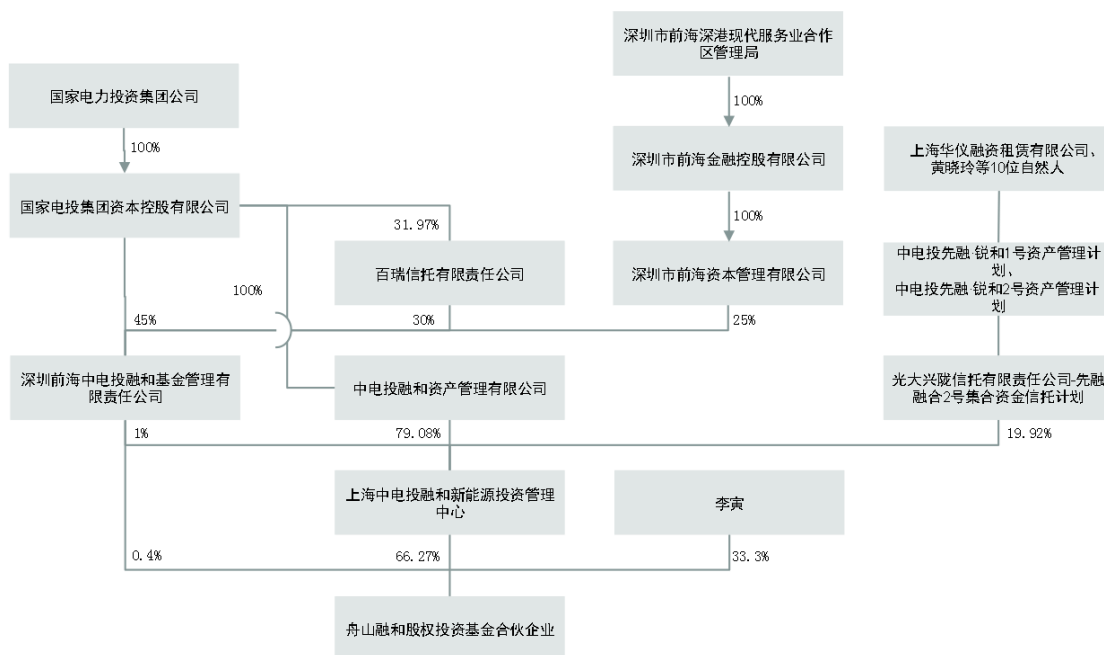 深圳市前海深港现代服务业合作
区管理局
国家电力投资集团公司
100%
100%
深圳市前海金融控股有限公司
上海华仪融资租赁有限公司、
黄晓玲等10位自然人
国家电投集团资本控股有限公司
31.97%
100%
百瑞信托有限责任公司
深圳市前海资本管理有限公司
中电投先融·锐和1号资产管理计
划、
中电投先融·锐和2号资产管理计
划
100%
45%
30%
25%
深圳前海中电投融和基金管理有
限责任公司
中电投融和资产管理有限公司
光大兴陇信托有限责任公司-先融
融合2号集合资金信托计划
1%
79.08%
19.92%
上海中电投融和新能源投资管理
中心
李寅
0.4%
66.27%
33.3%
舟山融和股权投资基金合伙企业